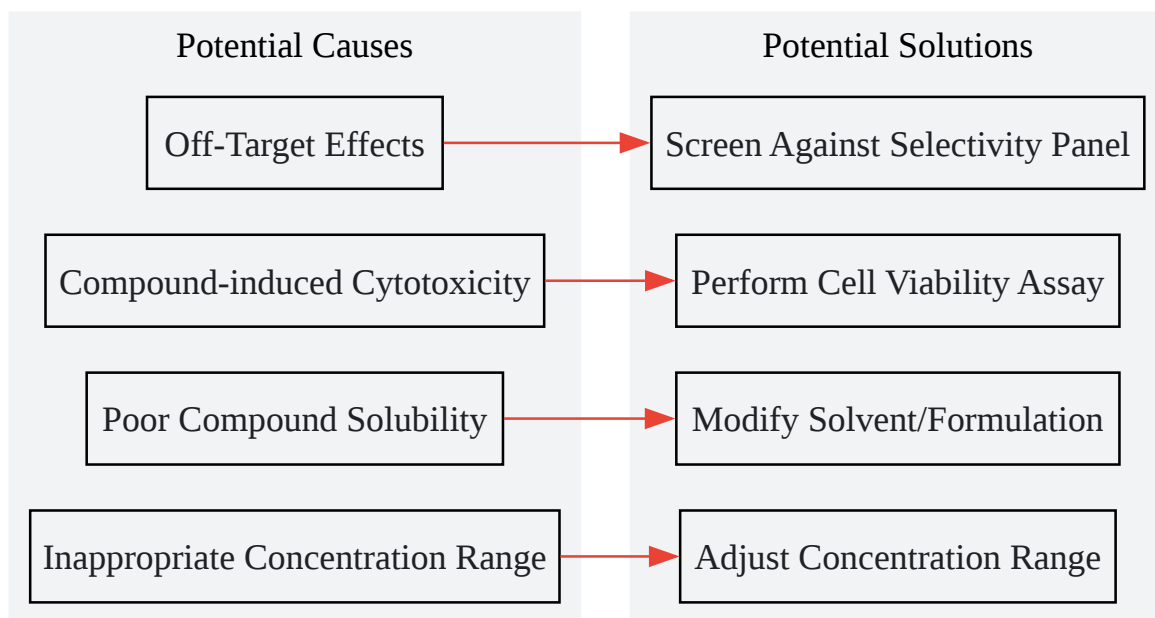 Potential Causes
Potential Solutions
Off-Target Effects
Screen Against Selectivity Panel
Compound-induced Cytotoxicity
Perform Cell Viability Assay
Poor Compound Solubility
Modify Solvent/Formulation
Inappropriate Concentration Range
Adjust Concentration Range